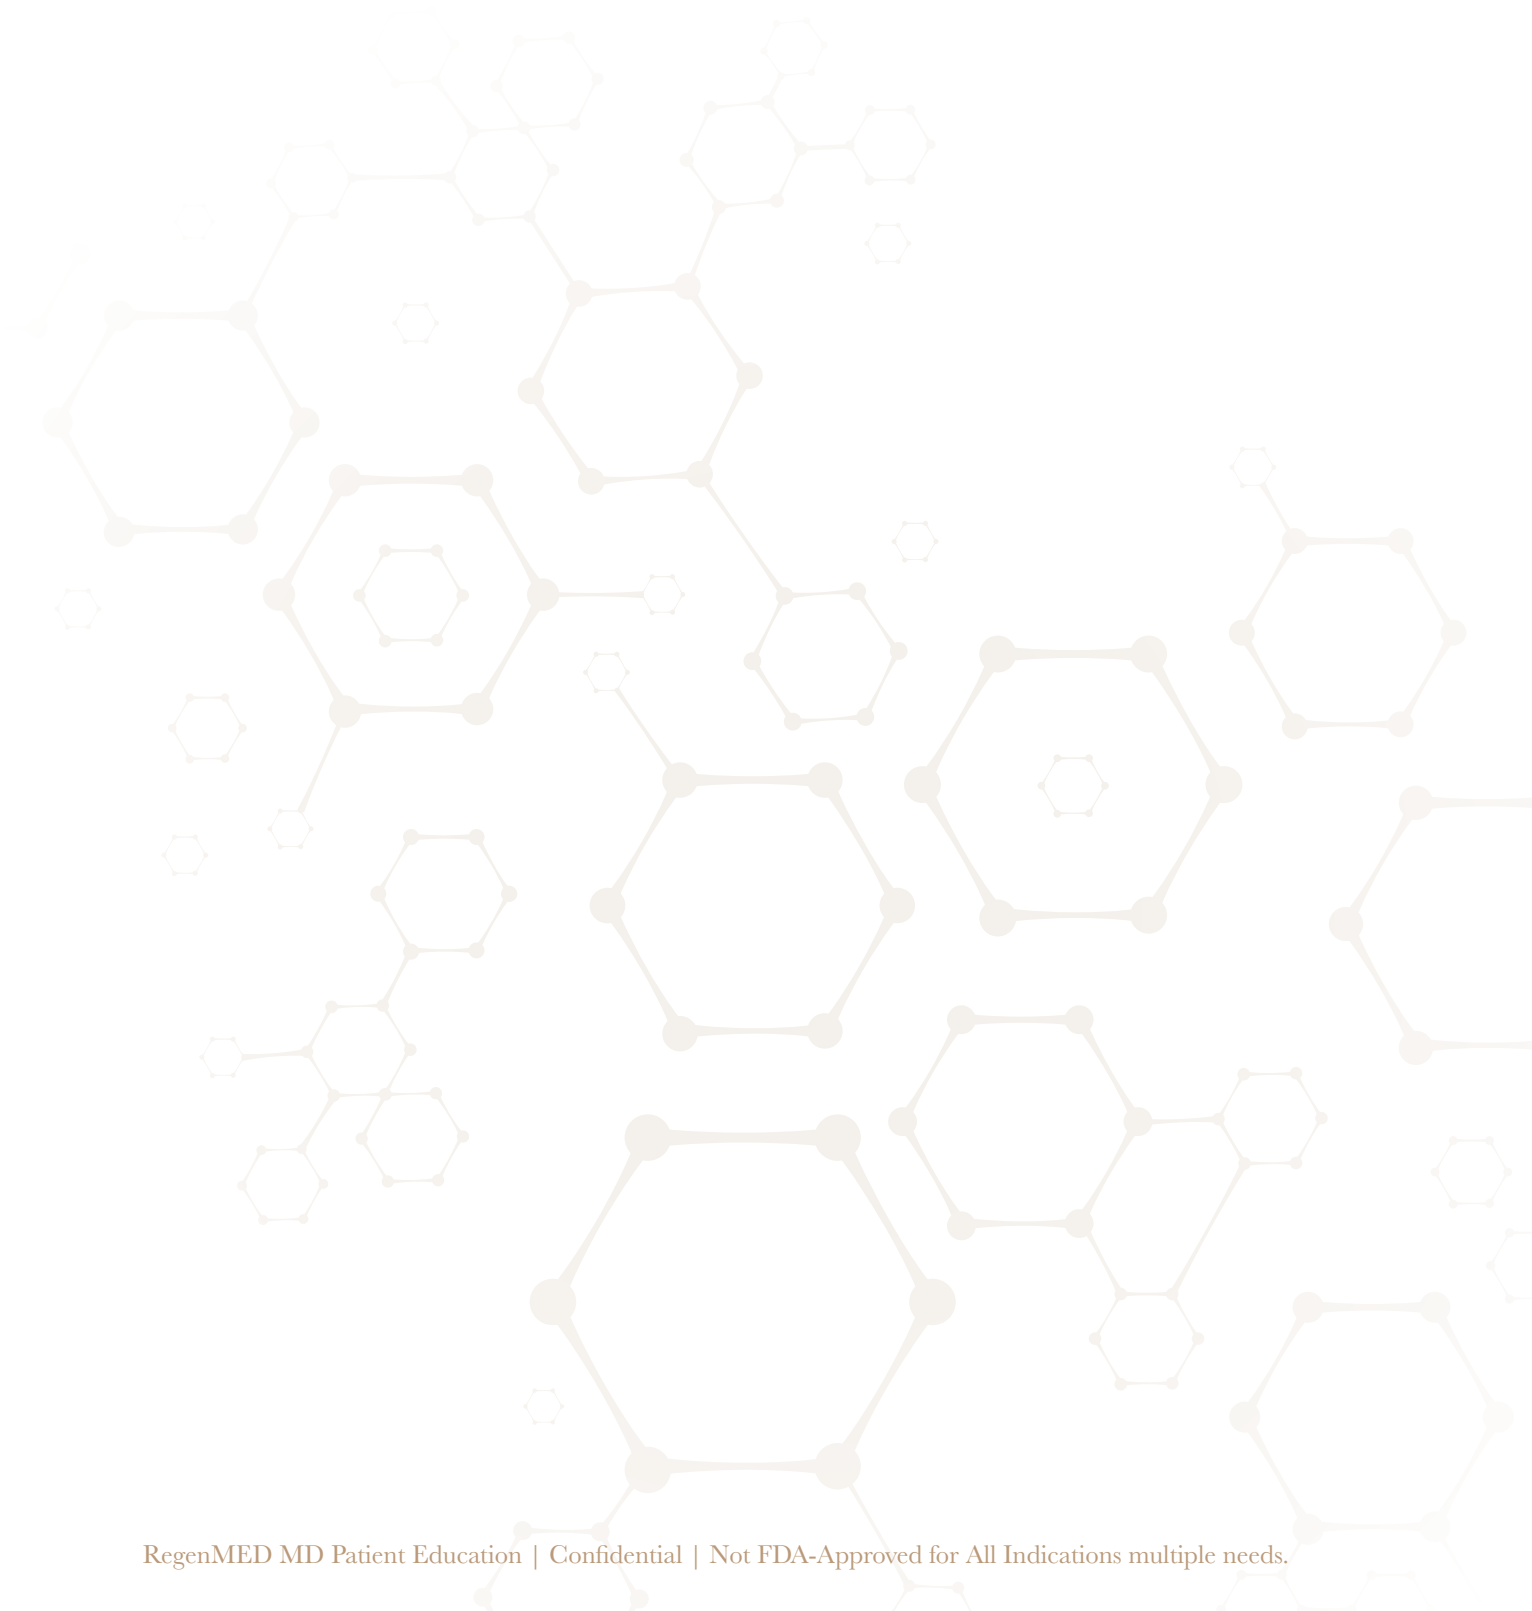 RegenMED MD Patient Education | Confidential | Not FDA-Approved for All Indications multiple needs.